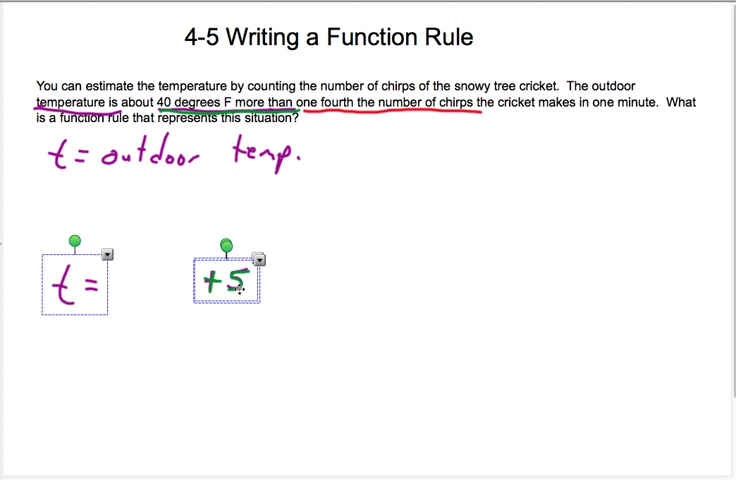 4-5 Writing a Function Rule
You can estimate the temperature by counting the number of chirps of the snowy tree cricket. The outdoor
temperature is about 40 degrees F more than one fourth the number of chirps the cricket makes in one minute. What
is a function rule that represents this situation?
t = outdoor temp.
t = +5